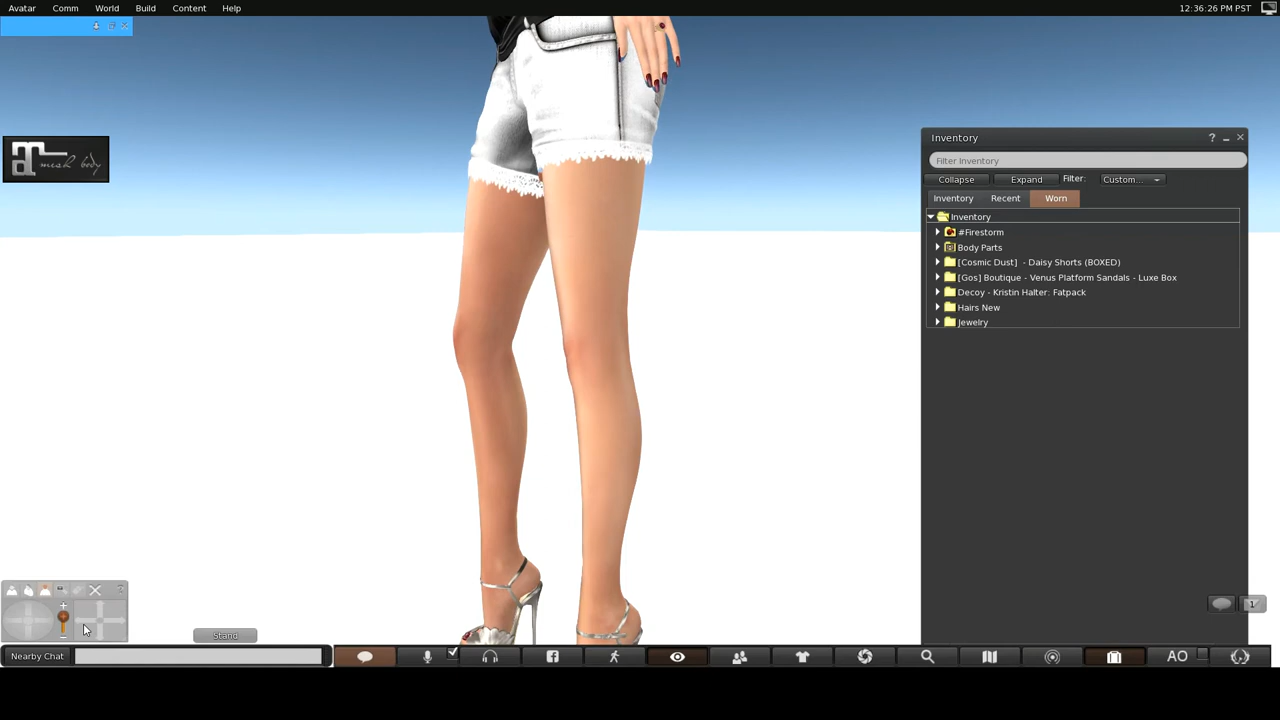 Avatar Comm World Build Content Help 12:36:26 PM PST
mesh body
Inventory ?
Filter Inventory
Collapse Expand Filter: Custom...
Inventory Recent Worn
Inventory
#Firestorm
Body Parts
[Cosmic Dust] - Daisy Shorts (BOXED)
[Gos] Boutique - Venus Platform Sandals - Luxe Box
Decoy - Kristin Halter: Fatpack
Hairs New
Jewelry
1
Stand
Nearby Chat AO